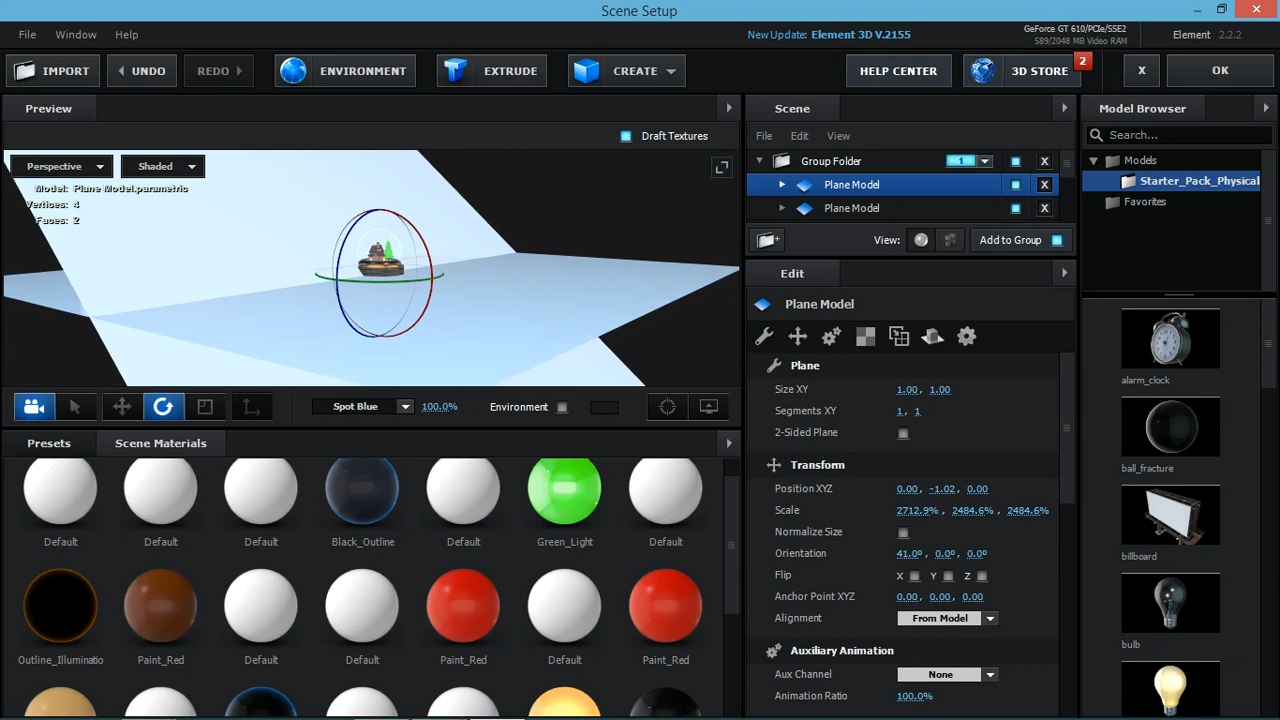 Scene Setup
File Window Help
New Update: Element 3D V.2155
GeForce GT 610/PCIe/SSE2
589/2048 MB Video RAM
Element 2.2.2
IMPORT UNDO REDO ENVIRONMENT EXTRUDE CREATE HELP CENTER 3D STORE 2 X OK
Preview
Draft Textures
Perspective Shaded
Model: Plane Model.parametric
Vertices: 4
Faces: 2
Spot Blue 100.0% Environment
Presets Scene Materials
Default Default Default Black_Outline Default Green_Light Default
Outline_Illuminatio Paint_Red Default Default Paint_Red Default Paint_Red
Scene
File Edit View
Group Folder 1 X
Plane Model X
Plane Model X
View: Add to Group
Edit
Plane Model
Plane
Size XY 1.00, 1.00
Segments XY 1, 1
2-Sided Plane
Transform
Position XYZ 0.00, -1.02, 0.00
Scale 2712.9%, 2484.6%, 2484.6%
Normalize Size
Orientation 41.0º, 0.0º, 0.0º
Flip X Y Z
Anchor Point XYZ 0.00, 0.00, 0.00
Alignment From Model
Auxiliary Animation
Aux Channel None
Animation Ratio 100.0%
Model Browser
Search...
Models
Starter_Pack_Physical
Favorites
alarm_clock
ball_fracture
billboard
bulb